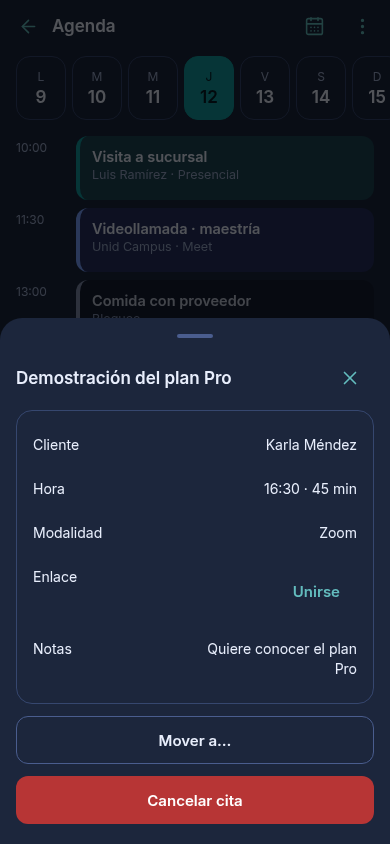 Agenda
L
9
M
10
M
11
J
12
V
13
S
14
D
15
10:00
Visita a sucursal
Luis Ramírez · Presencial
11:30
Videollamada · maestría
Unid Campus · Meet
13:00
Comida con proveedor
Bloqueo
Demostración del plan Pro
Cliente
Karla Méndez
Hora
16:30 · 45 min
Modalidad
Zoom
Enlace
Unirse
Notas
Quiere conocer el plan
Pro
Mover a...
Cancelar cita